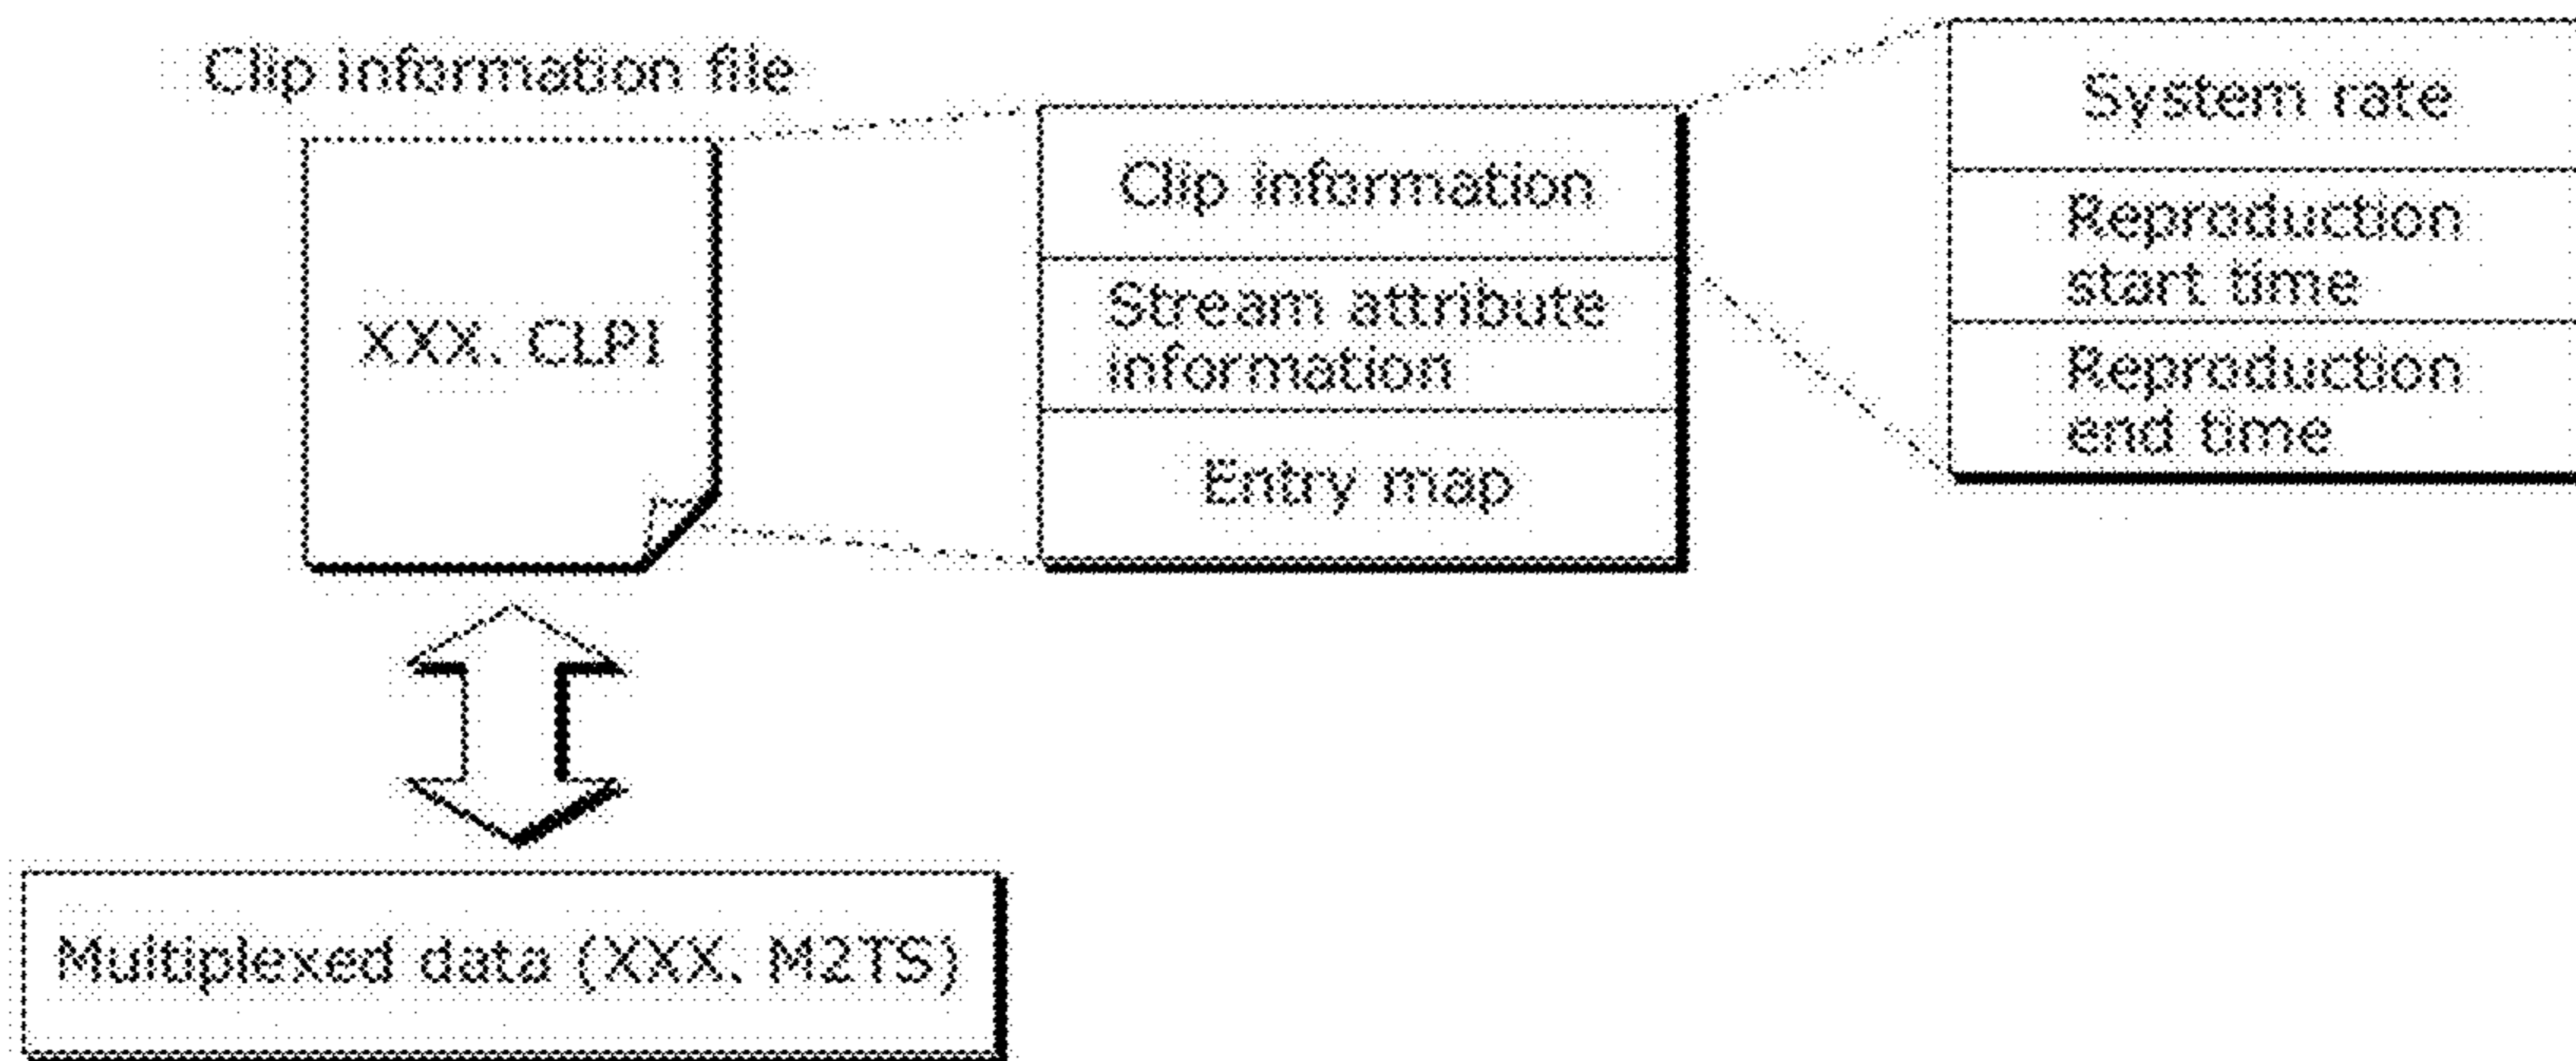 Clip information file
XXX. CLPI
Clip information
Stream attribute
information
Entry map
System rate
Reproduction
start time
Reproduction
end time
Multiplexed data (XXX. M2TS)